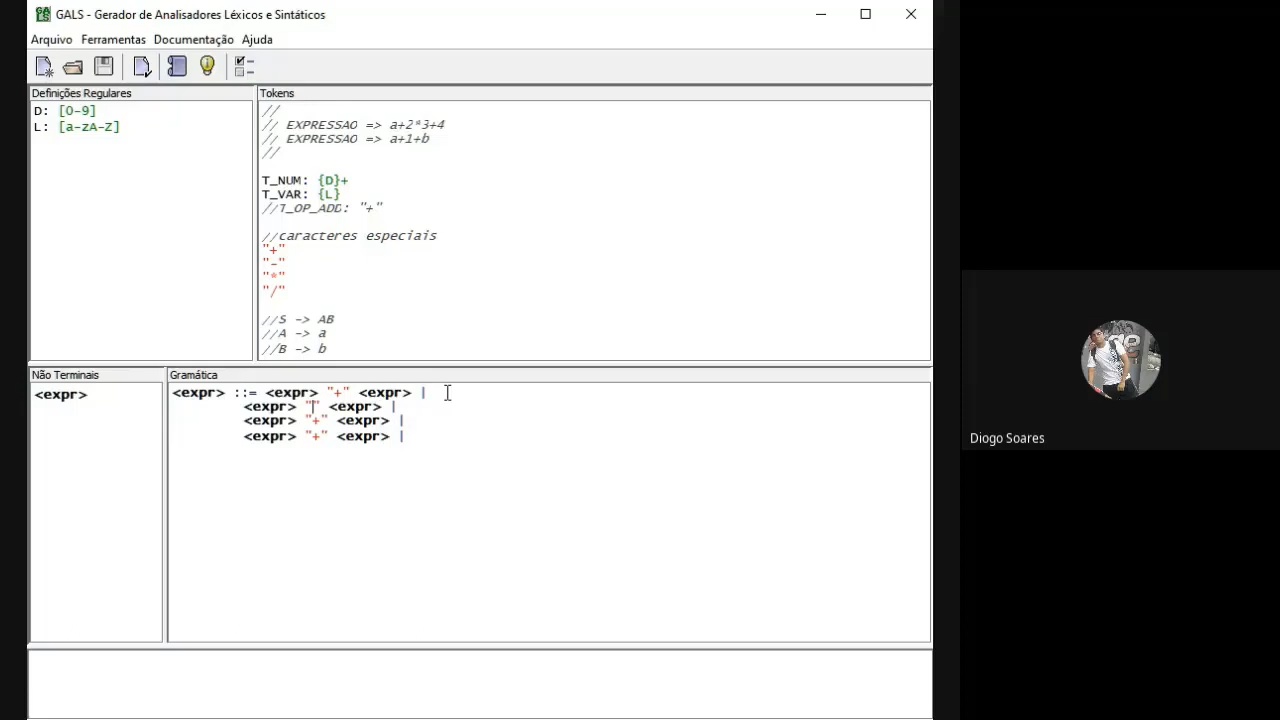 GALS - Gerador de Analisadores Léxicos e Sintáticos
Arquivo Ferramentas Documentação Ajuda
Definições Regulares
D: [0-9]
L: [a-zA-Z]
Tokens
//
// EXPRESSAO => a+2*3+4
// EXPRESSAO => a+1+b
//
T_NUM: {D}+
T_VAR: {L}
//T_OP_ADD: "+"
//caracteres especiais
"+"
"-"
"*"
"/"
//S -> AB
//A -> a
//B -> b
Não Terminais
<expr>
Gramática
<expr> ::= <expr> "+" <expr> |
<expr> "" <expr> |
<expr> "+" <expr> |
<expr> "+" <expr> |
Diogo Soares